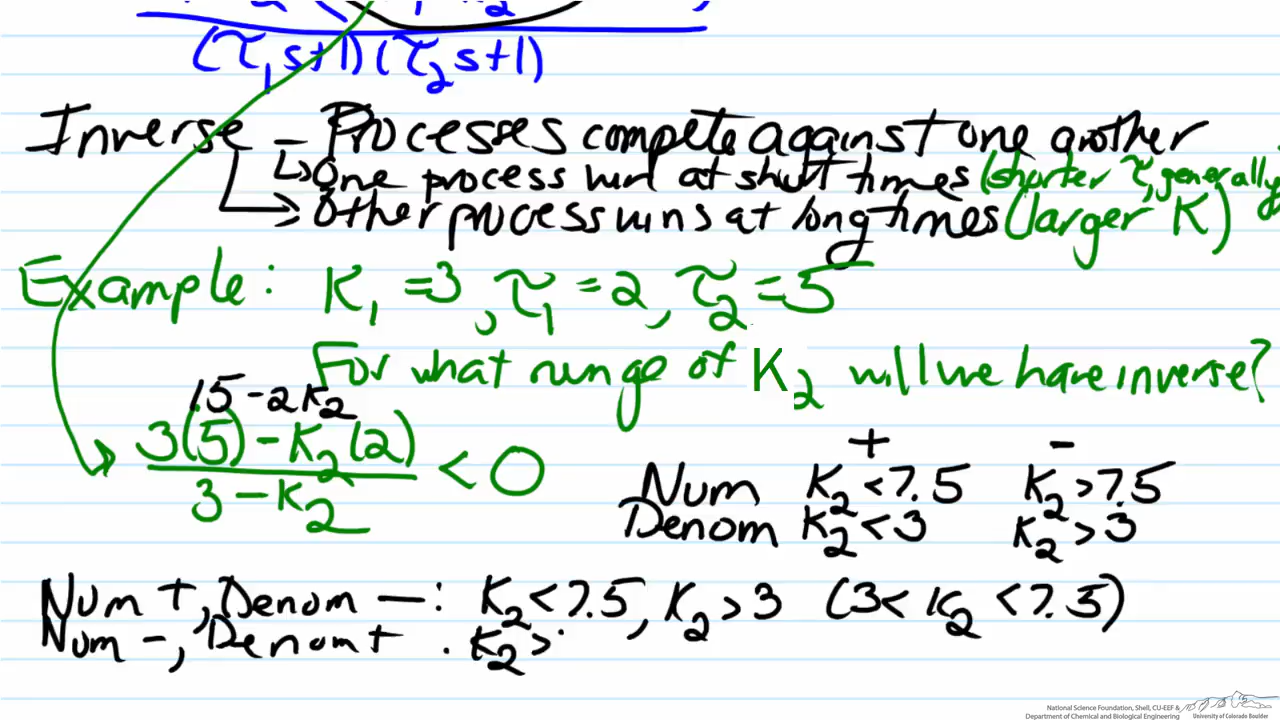 (τ₁s+1)(τ₂s+1)
Inverse – Processes compete against one another
One process wins at short times (shorter τ, generally
Other process wins at long times (larger K)
Example: K₁ = 3, τ₁ = 2, τ₂ = 5
For what range of K₂ will we have inverse?
15 - 2K₂
3(5) - K₂(2)
3 - K₂
< 0
+ -
Num K₂ < 7.5 K₂ > 7.5
Denom K₂ < 3 K₂ > 3
Num +, Denom –: K₂ < 7.5, K₂ > 3 (3 < K₂ < 7.5)
Num –, Denom + . K₂ >
National Science Foundation, Shell, CU-EEF &
Department of Chemical and Biological Engineering
University of Colorado Boulder